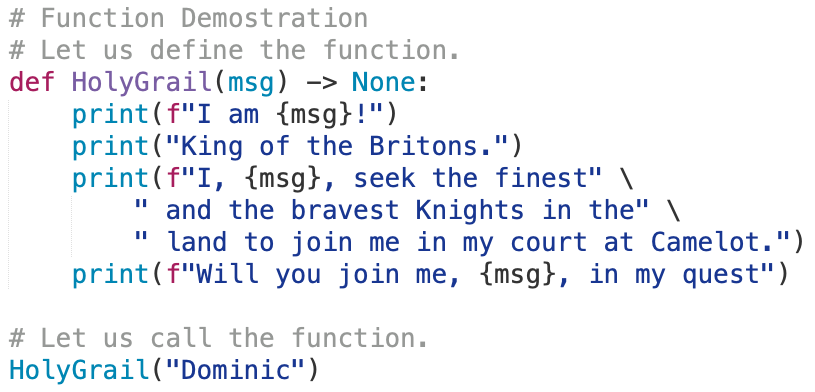 # Function Demostration
# Let us define the function.
def HolyGrail(msg) -> None:
    print(f"I am {msg}!")
    print("King of the Britons.")
    print(f"I, {msg}, seek the finest" \
        " and the bravest Knights in the" \
        " land to join me in my court at Camelot.")
    print(f"Will you join me, {msg}, in my quest")

# Let us call the function.
HolyGrail("Dominic")